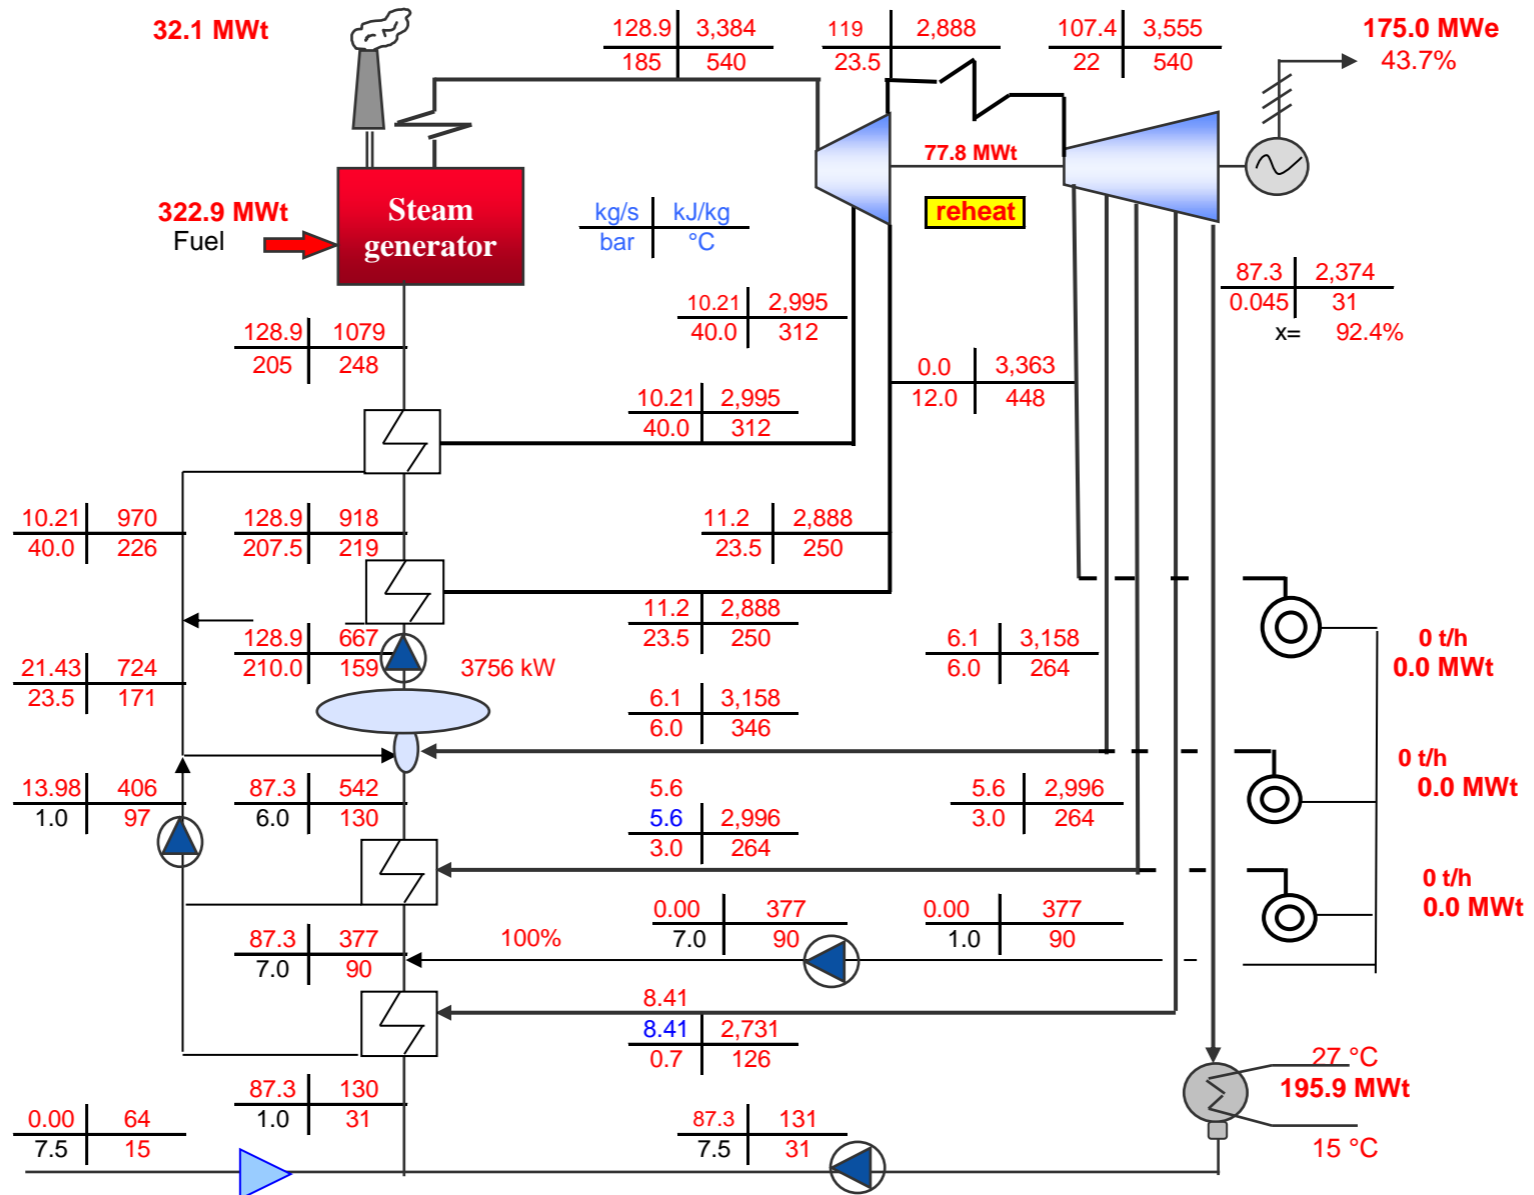 32.1 MWt
128.9 3,384
185 540
119 2,888
23.5
107.4 3,555
22 540
175.0 MWe
43.7%
77.8 MWt
reheat
322.9 MWt
Fuel
Steam
generator
kg/s kJ/kg
bar °C
87.3 2,374
0.045 31
x= 92.4%
10.21 2,995
40.0 312
128.9 1079
205 248
0.0 3,363
12.0 448
10.21 2,995
40.0 312
10.21 970
40.0 226
128.9 918
207.5 219
11.2 2,888
23.5 250
11.2 2,888
23.5 250
128.9 667
210.0 159
3756 kW
6.1 3,158
6.0 264
0 t/h
0.0 MWt
21.43 724
23.5 171
6.1 3,158
6.0 346
0 t/h
0.0 MWt
13.98 406
1.0 97
87.3 542
6.0 130
5.6
5.6 2,996
3.0 264
5.6 2,996
3.0 264
0 t/h
0.0 MWt
87.3 377
7.0 90
100%
0.00 377
7.0 90
0.00 377
1.0 90
8.41
8.41 2,731
0.7 126
27 °C
195.9 MWt
15 °C
87.3 130
1.0 31
0.00 64
7.5 15
87.3 131
7.5 31